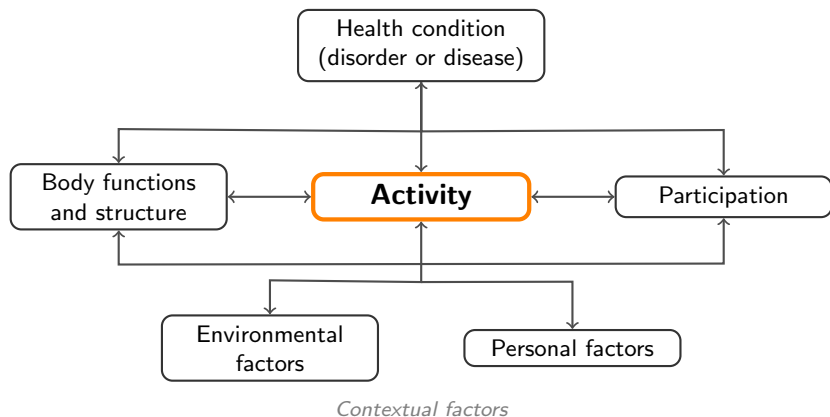 Health condition
(disorder or disease)
Body functions
and structure
Activity
Participation
Environmental
factors
Personal factors
Contextual factors